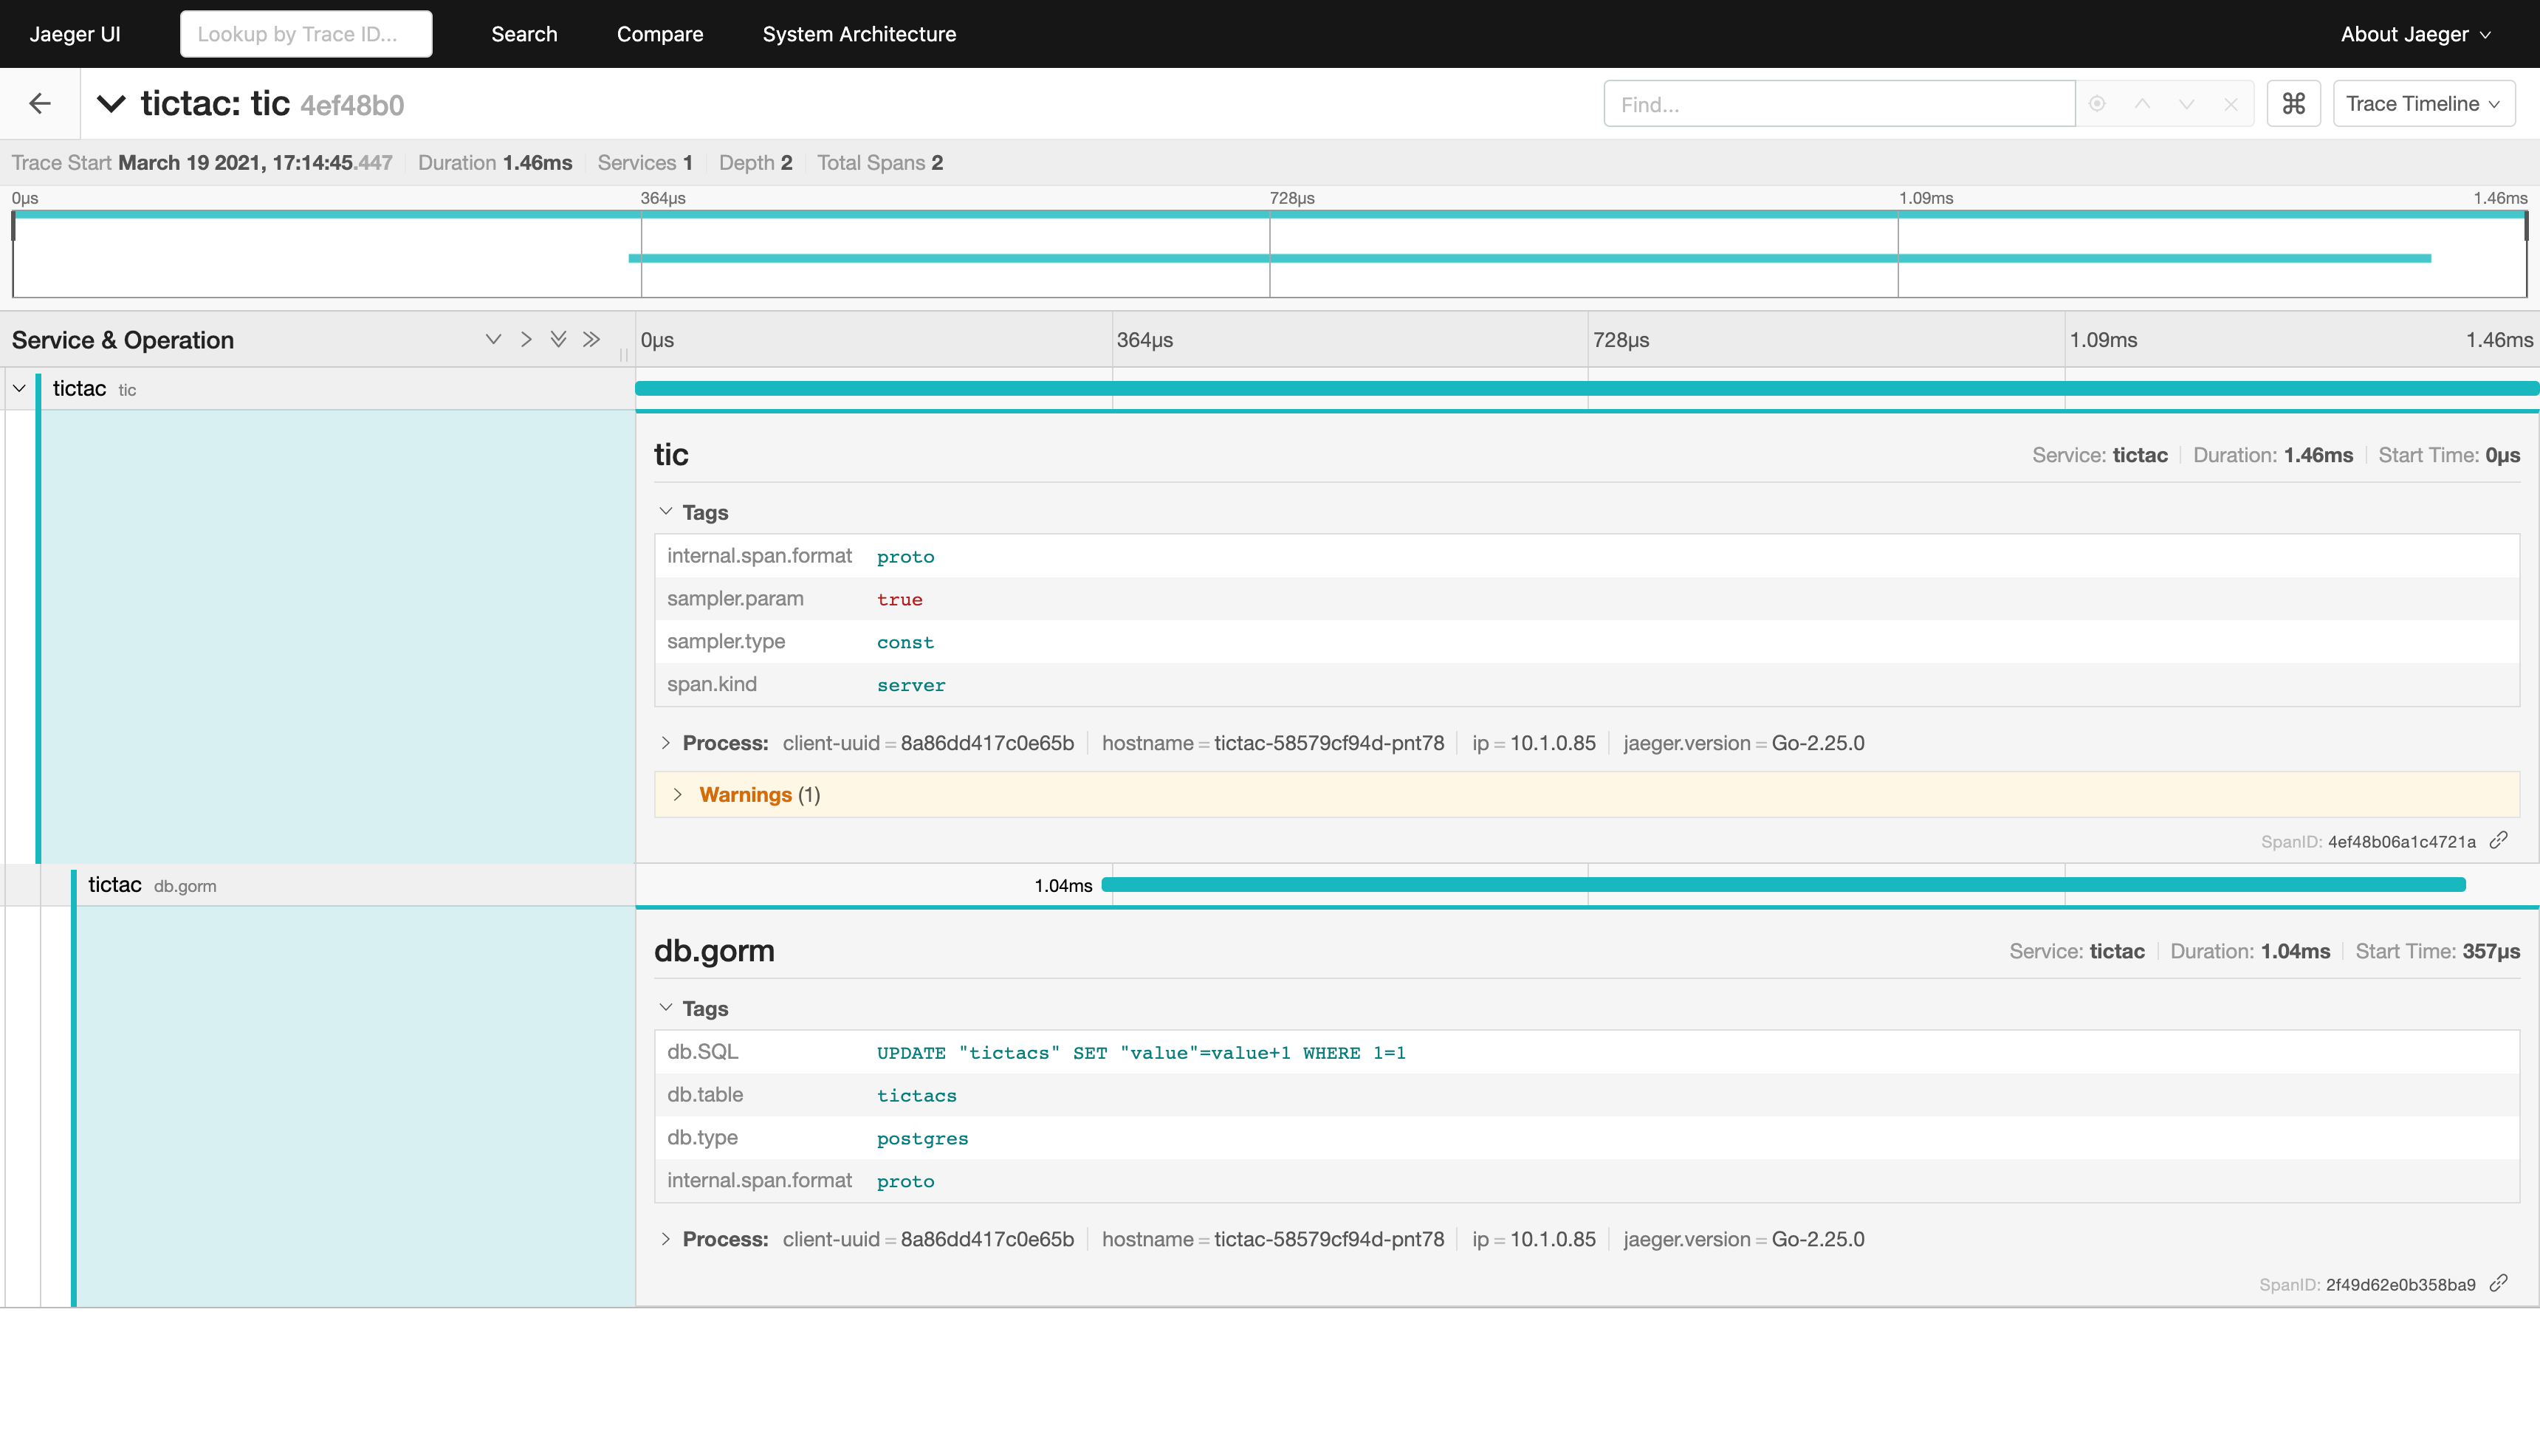 Jaeger UI Lookup by Trace ID... Search Compare System Architecture About Jaeger
tictac: tic 4ef48b0 Find... ⌘ Trace Timeline
Trace Start March 19 2021, 17:14:45.447 Duration 1.46ms Services 1 Depth 2 Total Spans 2
0μs 364μs 728μs 1.09ms 1.46ms
Service & Operation 0μs 364μs 728μs 1.09ms 1.46ms
tictac tic
tic Service: tictac Duration: 1.46ms Start Time: 0μs
Tags
internal.span.format proto
sampler.param true
sampler.type const
span.kind server
Process: client-uuid = 8a86dd417c0e65b hostname = tictac-58579cf94d-pnt78 ip = 10.1.0.85 jaeger.version = Go-2.25.0
Warnings (1)
SpanID: 4ef48b06a1c4721a
tictac db.gorm 1.04ms
db.gorm Service: tictac Duration: 1.04ms Start Time: 357μs
Tags
db.SQL UPDATE "tictacs" SET "value"=value+1 WHERE 1=1
db.table tictacs
db.type postgres
internal.span.format proto
Process: client-uuid = 8a86dd417c0e65b hostname = tictac-58579cf94d-pnt78 ip = 10.1.0.85 jaeger.version = Go-2.25.0
SpanID: 2f49d62e0b358ba9